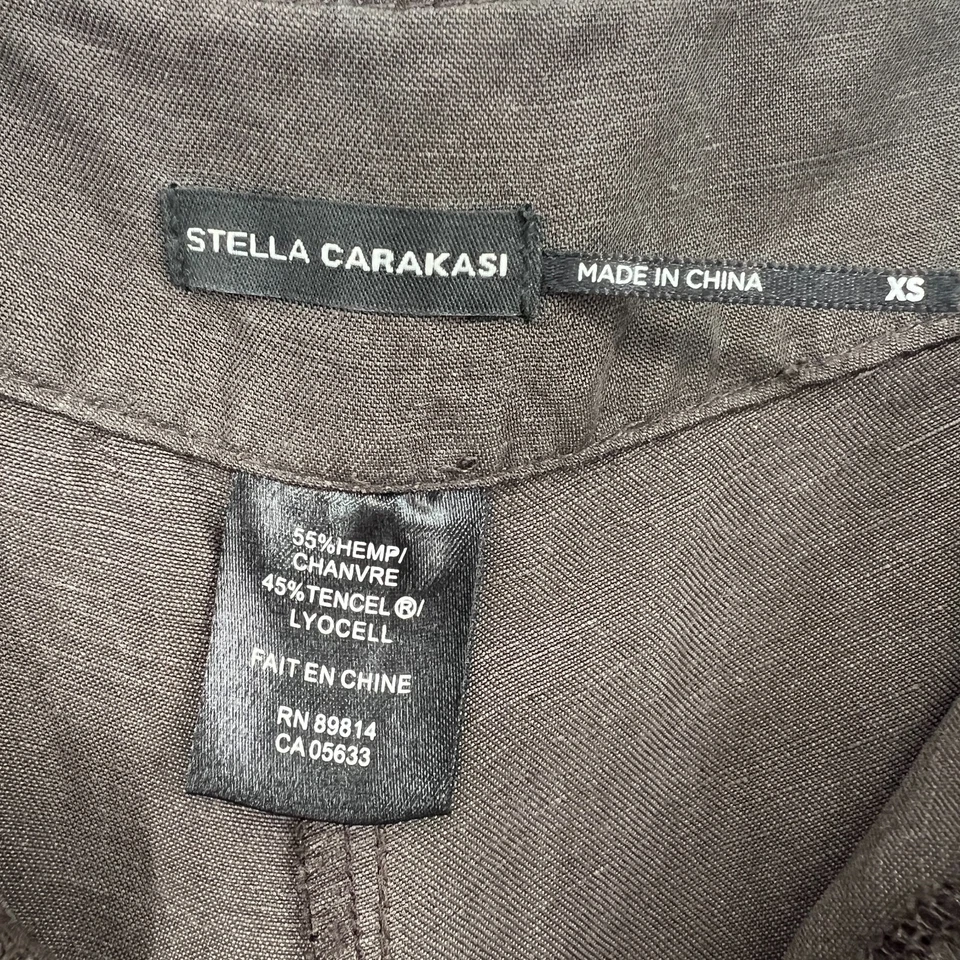 STELLA CARAKASI
MADE IN CHINA XS
55%HEMP/
CHANVRE
45%TENCEL®/
LYOCELL
FAIT EN CHINE
RN 89814
CA 05633